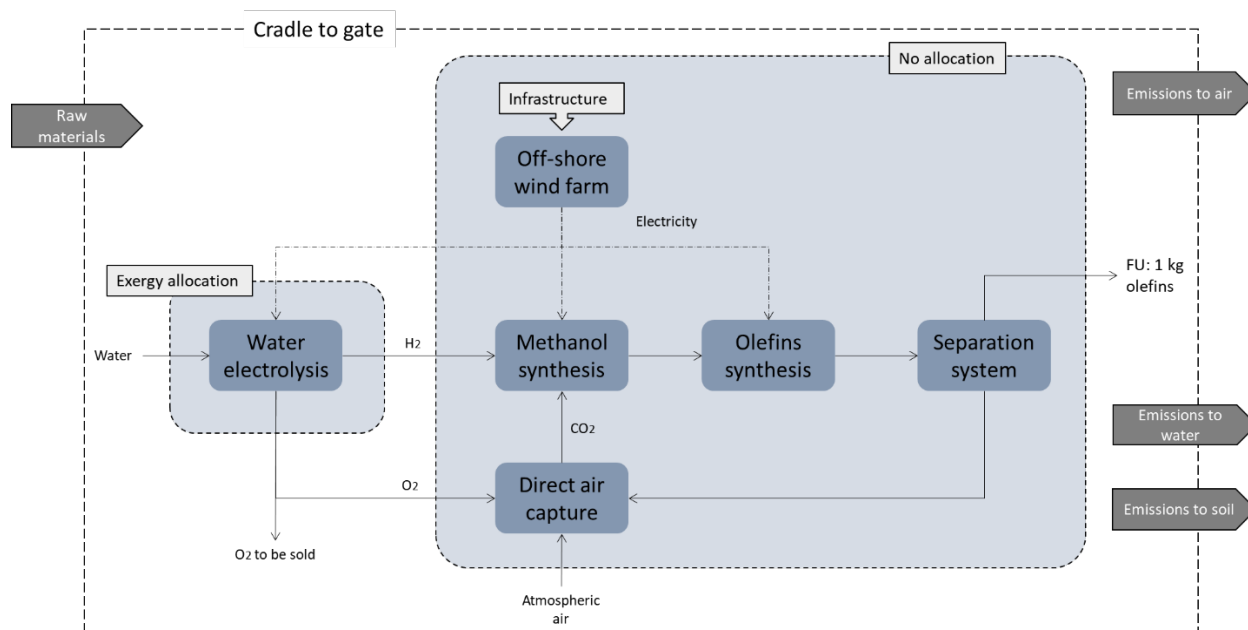 Cradle to gate
No allocation
Raw
materials
Infrastructure
Emissions to air
Off-shore
wind farm
Electricity
Exergy allocation
FU: 1 kg
olefins
Water
Water
electrolysis
H2
Methanol
synthesis
Olefins
synthesis
Separation
system
CO2
Emissions to
water
O2
Direct air
capture
Emissions to soil
O2 to be sold
Atmospheric
air